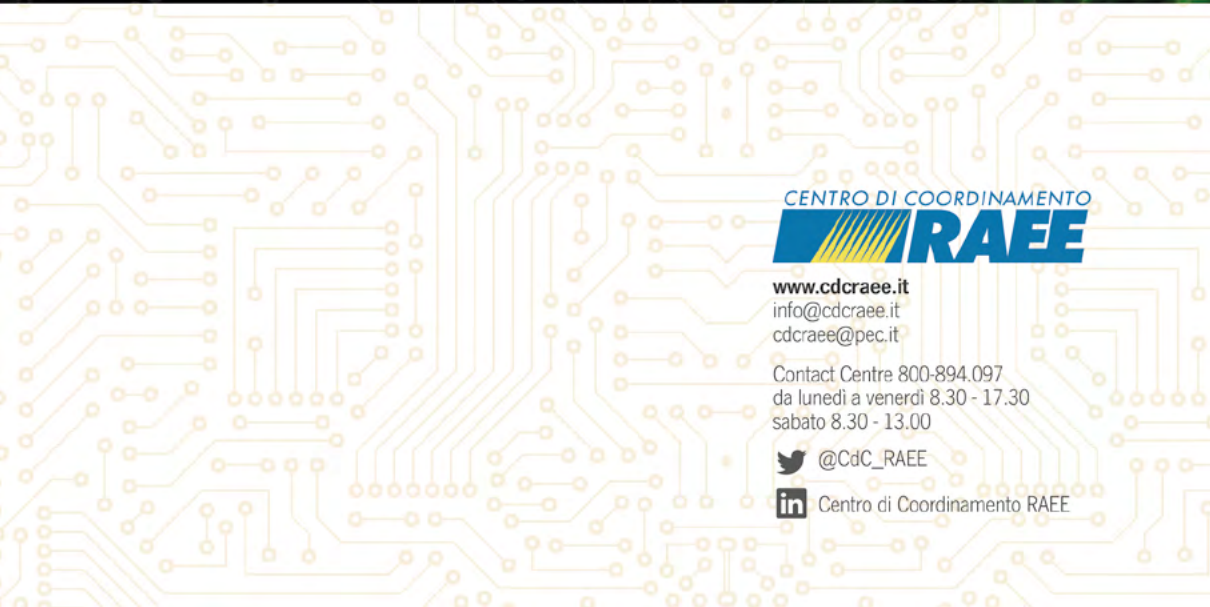 CENTRO DI COORDINAMENTO
RAEE
www.cdcraee.it
info@cdcraee.it
cdcraee@pec.it
Contact Centre 800-894.097
da lunedì a venerdì 8.30 - 17.30
sabato 8.30 - 13.00
@CdC_RAEE
in Centro di Coordinamento RAEE